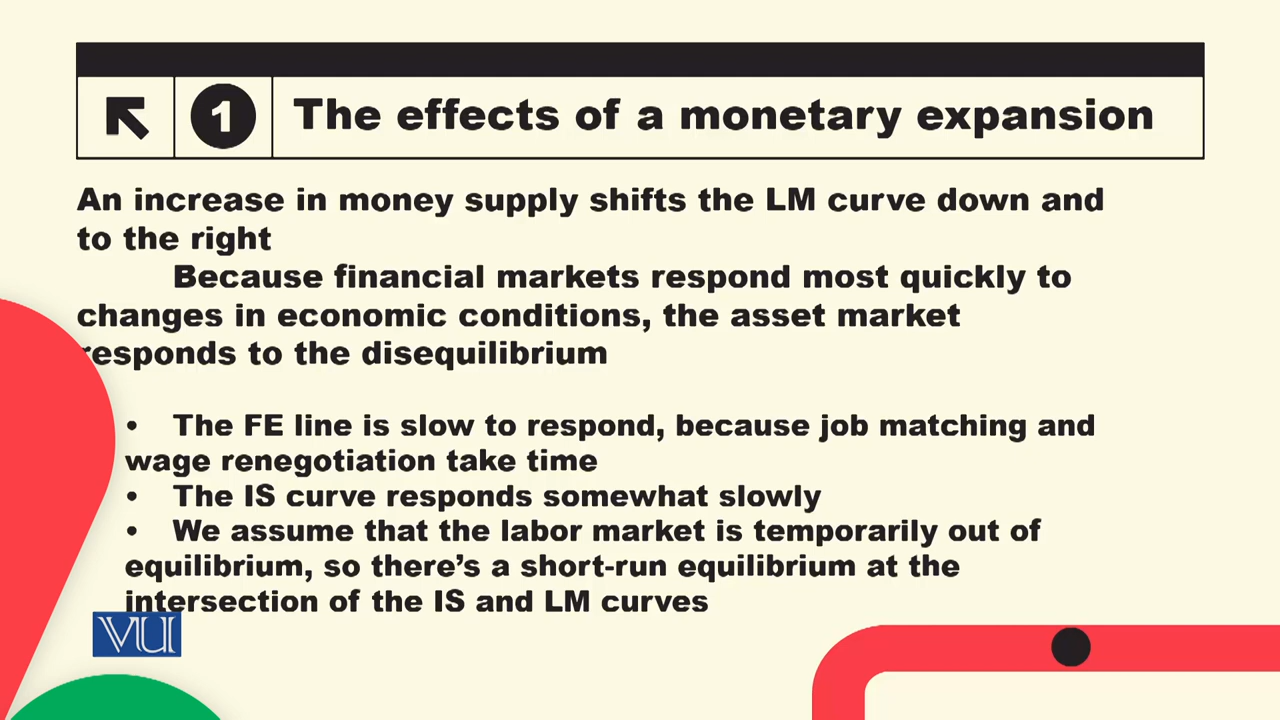 1 The effects of a monetary expansion
An increase in money supply shifts the LM curve down and
to the right
Because financial markets respond most quickly to
changes in economic conditions, the asset market
responds to the disequilibrium
• The FE line is slow to respond, because job matching and
wage renegotiation take time
• The IS curve responds somewhat slowly
• We assume that the labor market is temporarily out of
equilibrium, so there’s a short-run equilibrium at the
intersection of the IS and LM curves
VU